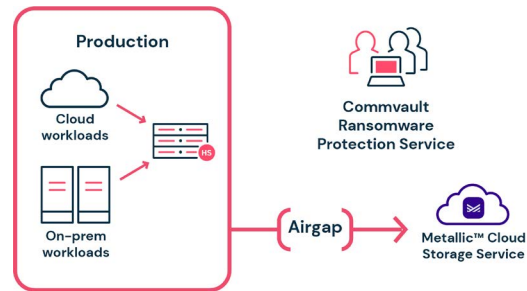 Production
Cloud
workloads
HS
On-prem
workloads
Commvault
Ransomware
Protection Service
Airgap
Metallic™ Cloud
Storage Service